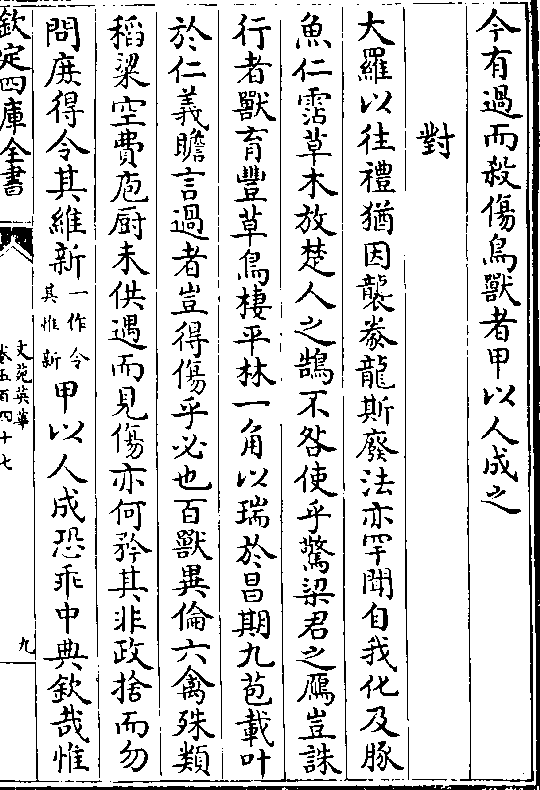 今有過而殺傷鳥獸者甲以人成之
對
大羅以往禮猶因襲豢龍斯廢法亦罕聞自我化及豚
魚仁霑草木放楚人之鵠不咎使乎驚梁君之鴈豈誅
行者獸育豐草鳥棲平林一角以瑞於昌期九苞載叶
於仁義瞻言過者豈得傷乎必也百獸異倫六禽殊類
稻粱空費庖厨未供遇而見傷亦何矜其非政捨而勿
問庻得令其維新一作令其惟新甲以人成恐乖中典欽哉惟
欽定四庫全書
文苑英華
卷五百四十七
九